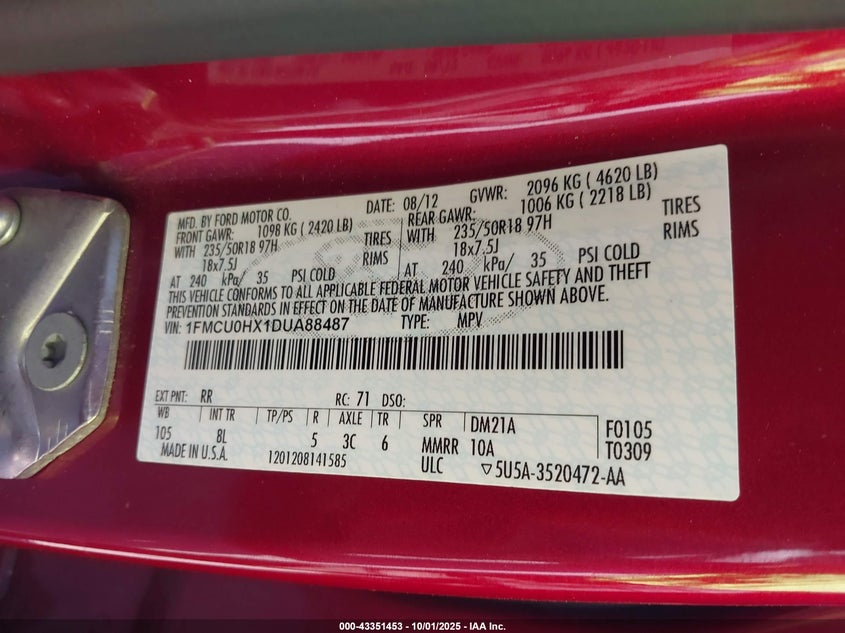 MFD. BY FORD MOTOR CO. DATE: 08/12 GVWR: 2096 KG ( 4620 LB)
FRONT GAWR: 1098 KG ( 2420 LB) REAR GAWR: 1006 KG ( 2218 LB)
WITH 235/50R18 97H TIRES WITH 235/50R18 97H TIRES
18x7.5J RIMS 18x7.5J RIMS
AT 240 kPa/ 35 PSI COLD AT 240 kPa/ 35 PSI COLD
THIS VEHICLE CONFORMS TO ALL APPLICABLE FEDERAL MOTOR VEHICLE SAFETY AND THEFT
PREVENTION STANDARDS IN EFFECT ON THE DATE OF MANUFACTURE SHOWN ABOVE.
VIN: 1FMCU0HX1DUA88487 TYPE: MPV
EXT PNT: RR RC: 71 DSO:
WB INT TR TP/PS R AXLE TR SPR DM21A F0105
105 8L 5 3C 6 MMRR 10A T0309
MADE IN U.S.A. 1201208141585 ULC ▽5U5A-3520472-AA
000-43351453 - 10/01/2025 - IAA Inc.